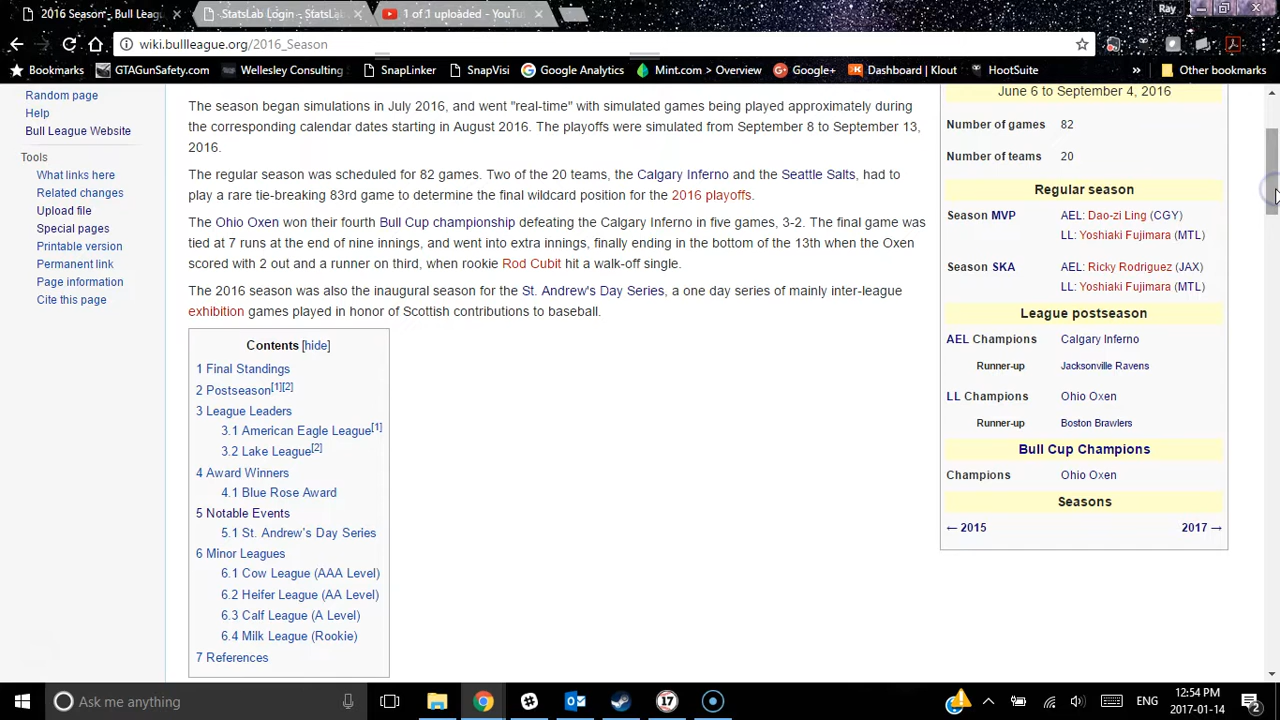 2016 Season - Bull Leagu
StatsLab Login - StatsLab
1 of 1 uploaded - YouTu
Ray
wiki.bullleague.org/2016_Season
Bookmarks
GTAGunSafety.com
Wellesley Consulting
SnapLinker
SnapVisi
Google Analytics
Mint.com > Overview
Google+
Dashboard | Klout
HootSuite
»
Other bookmarks
Random page
Help
Bull League Website
Tools
What links here
Related changes
Upload file
Special pages
Printable version
Permanent link
Page information
Cite this page
The season began simulations in July 2016, and went "real-time" with simulated games being played approximately during
the corresponding calendar dates starting in August 2016. The playoffs were simulated from September 8 to September 13,
2016.
The regular season was scheduled for 82 games. Two of the 20 teams, the Calgary Inferno and the Seattle Salts, had to
play a rare tie-breaking 83rd game to determine the final wildcard position for the 2016 playoffs.
The Ohio Oxen won their fourth Bull Cup championship defeating the Calgary Inferno in five games, 3-2. The final game was
tied at 7 runs at the end of nine innings, and went into extra innings, finally ending in the bottom of the 13th when the Oxen
scored with 2 out and a runner on third, when rookie Rod Cubit hit a walk-off single.
The 2016 season was also the inaugural season for the St. Andrew's Day Series, a one day series of mainly inter-league
exhibition games played in honor of Scottish contributions to baseball.
Contents [hide]
1 Final Standings
2 Postseason[1][2]
3 League Leaders
3.1 American Eagle League[1]
3.2 Lake League[2]
4 Award Winners
4.1 Blue Rose Award
5 Notable Events
5.1 St. Andrew's Day Series
6 Minor Leagues
6.1 Cow League (AAA Level)
6.2 Heifer League (AA Level)
6.3 Calf League (A Level)
6.4 Milk League (Rookie)
7 References
June 6 to September 4, 2016
Number of games 82
Number of teams 20
Regular season
Season MVP AEL: Dao-zi Ling (CGY)
LL: Yoshiaki Fujimara (MTL)
Season SKA AEL: Ricky Rodriguez (JAX)
LL: Yoshiaki Fujimara (MTL)
League postseason
AEL Champions Calgary Inferno
Runner-up Jacksonville Ravens
LL Champions Ohio Oxen
Runner-up Boston Brawlers
Bull Cup Champions
Champions Ohio Oxen
Seasons
← 2015 2017 →
Ask me anything
17
ENG
12:54 PM
2017-01-14
2